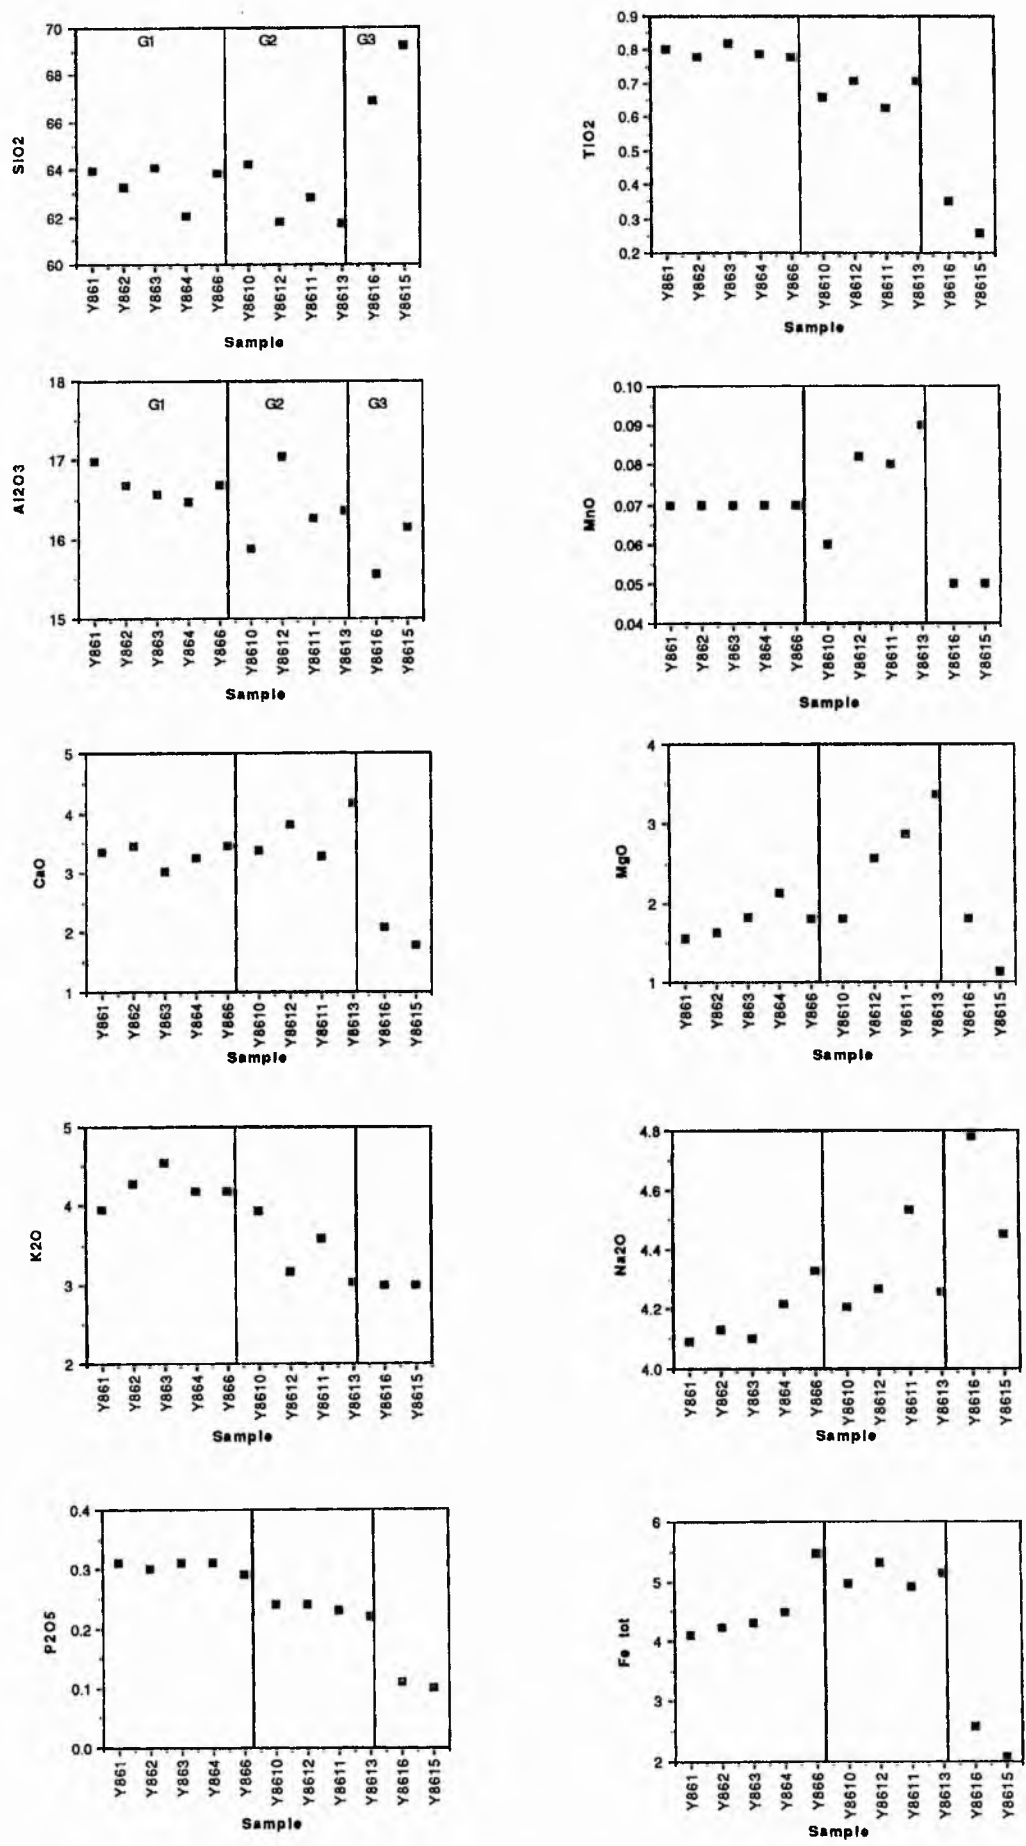 70
68
66
64
62
60
SiO2
G1 G2 G3
Y861 Y862 Y863 Y864 Y866 Y8610 Y8612 Y8611 Y8613 Y8616 Y8615
Sample
0.9
0.8
0.7
0.6
0.5
0.4
0.3
0.2
TiO2
Y861 Y862 Y863 Y864 Y866 Y8610 Y8612 Y8611 Y8613 Y8616 Y8615
Sample
18
17
16
15
Al2O3
G1 G2 G3
Y861 Y862 Y863 Y864 Y866 Y8610 Y8612 Y8611 Y8613 Y8616 Y8615
Sample
0.10
0.09
0.08
0.07
0.06
0.05
0.04
MnO
Y861 Y862 Y863 Y864 Y866 Y8610 Y8612 Y8611 Y8613 Y8616 Y8615
Sample
5
4
3
2
1
CaO
Y861 Y862 Y863 Y864 Y866 Y8610 Y8612 Y8611 Y8613 Y8616 Y8615
Sample
4
3
2
1
MgO
Y861 Y862 Y863 Y864 Y866 Y8610 Y8612 Y8611 Y8613 Y8616 Y8615
Sample
5
4
3
2
K2O
Y861 Y862 Y863 Y864 Y866 Y8610 Y8612 Y8611 Y8613 Y8616 Y8615
Sample
4.8
4.6
4.4
4.2
4.0
Na2O
Y861 Y862 Y863 Y864 Y866 Y8610 Y8612 Y8611 Y8613 Y8616 Y8615
Sample
0.4
0.3
0.2
0.1
0.0
P2O5
Y861 Y862 Y863 Y864 Y866 Y8610 Y8612 Y8611 Y8613 Y8616 Y8615
Sample
6
5
4
3
2
Fe tot
Y861 Y862 Y863 Y864 Y866 Y8610 Y8612 Y8611 Y8613 Y8616 Y8615
Sample